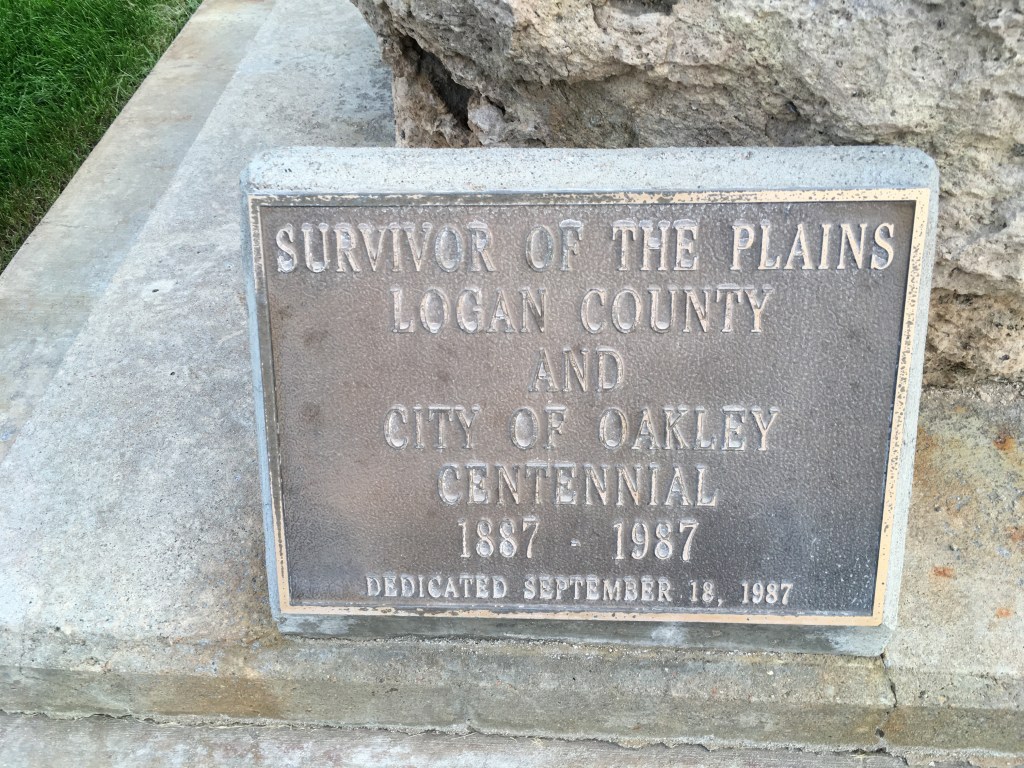 SURVIVOR OF THE PLAINS
LOGAN COUNTY
AND
CITY OF OAKLEY
CENTENNIAL
1887 - 1987
DEDICATED SEPTEMBER 18, 1987